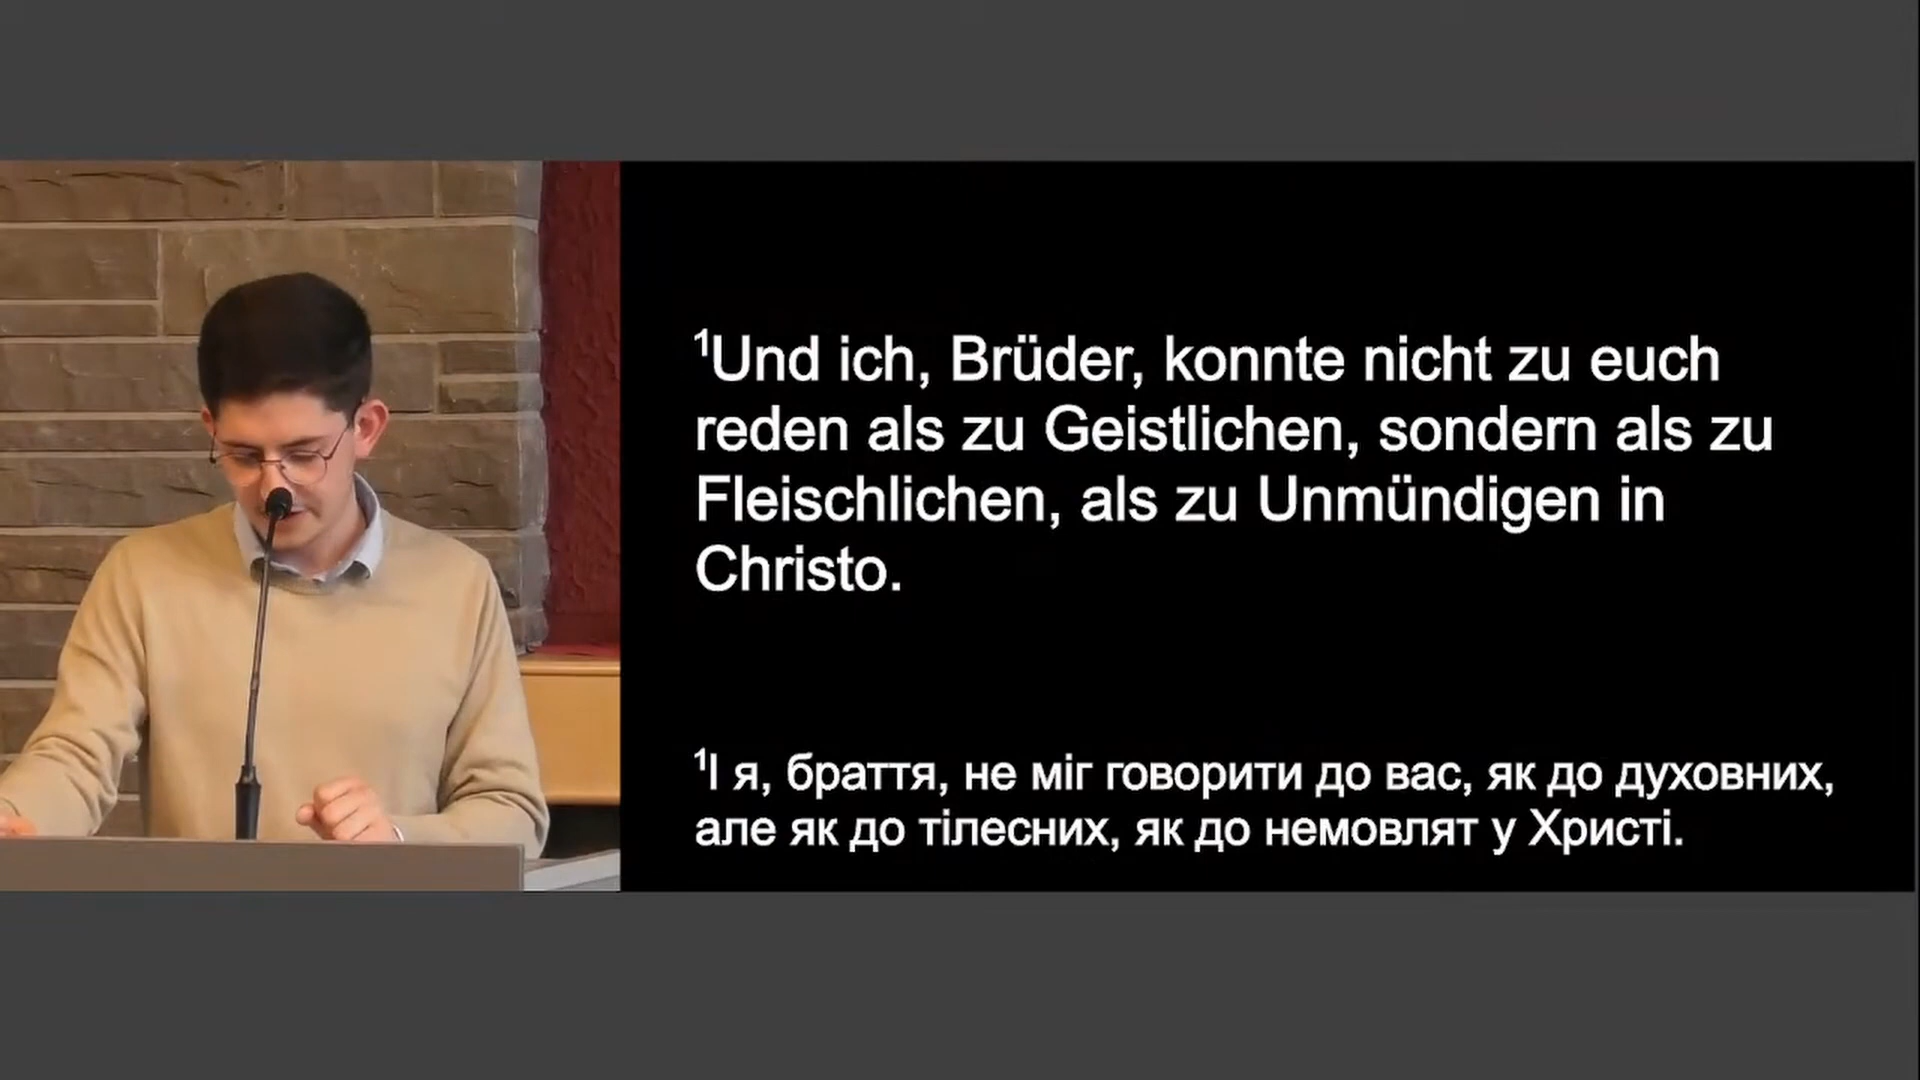 ¹Und ich, Brüder, konnte nicht zu euch
reden als zu Geistlichen, sondern als zu
Fleischlichen, als zu Unmündigen in
Christo.
¹І я, браття, не міг говорити до вас, як до духовних,
але як до тілесних, як до немовлят у Христі.